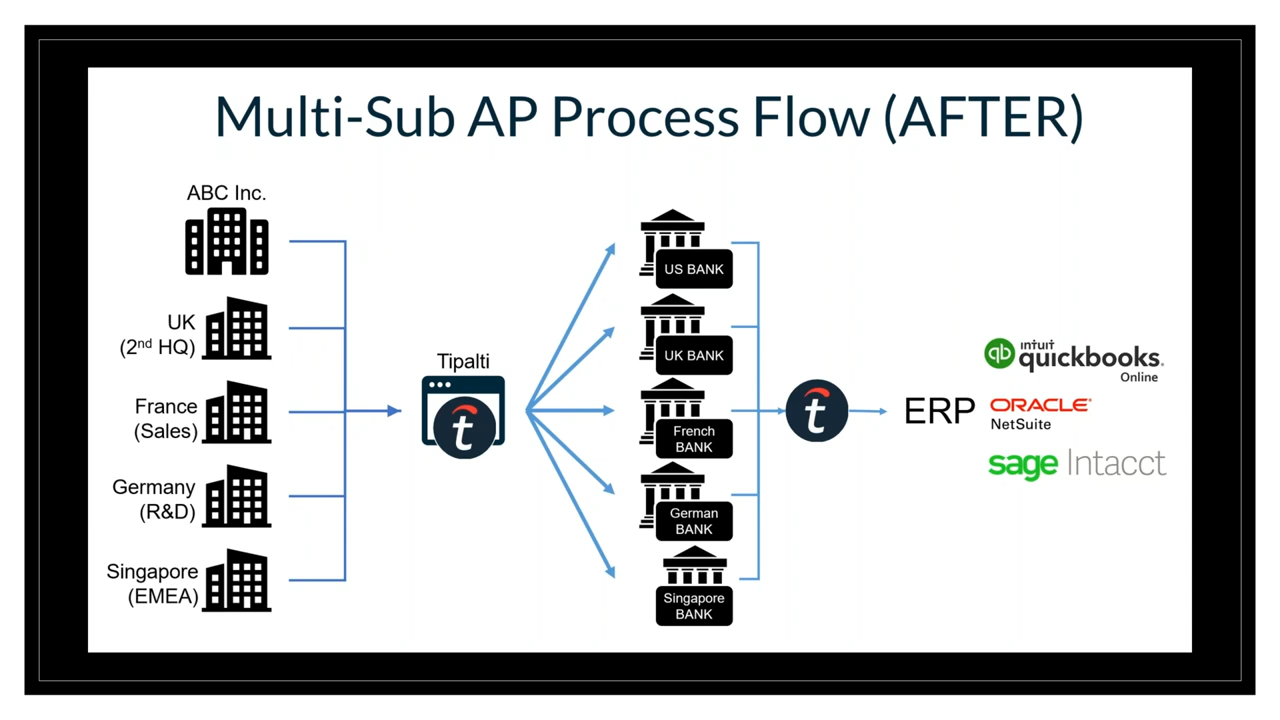 Multi-Sub AP Process Flow (AFTER)
ABC Inc.
UK
(2nd HQ)
France
(Sales)
Germany
(R&D)
Singapore
(EMEA)
Tipalti
t
US BANK
UK BANK
French
BANK
German
BANK
Singapore
BANK
t
ERP
qb intuit
quickbooks.
Online
ORACLE
NetSuite
sage Intacct